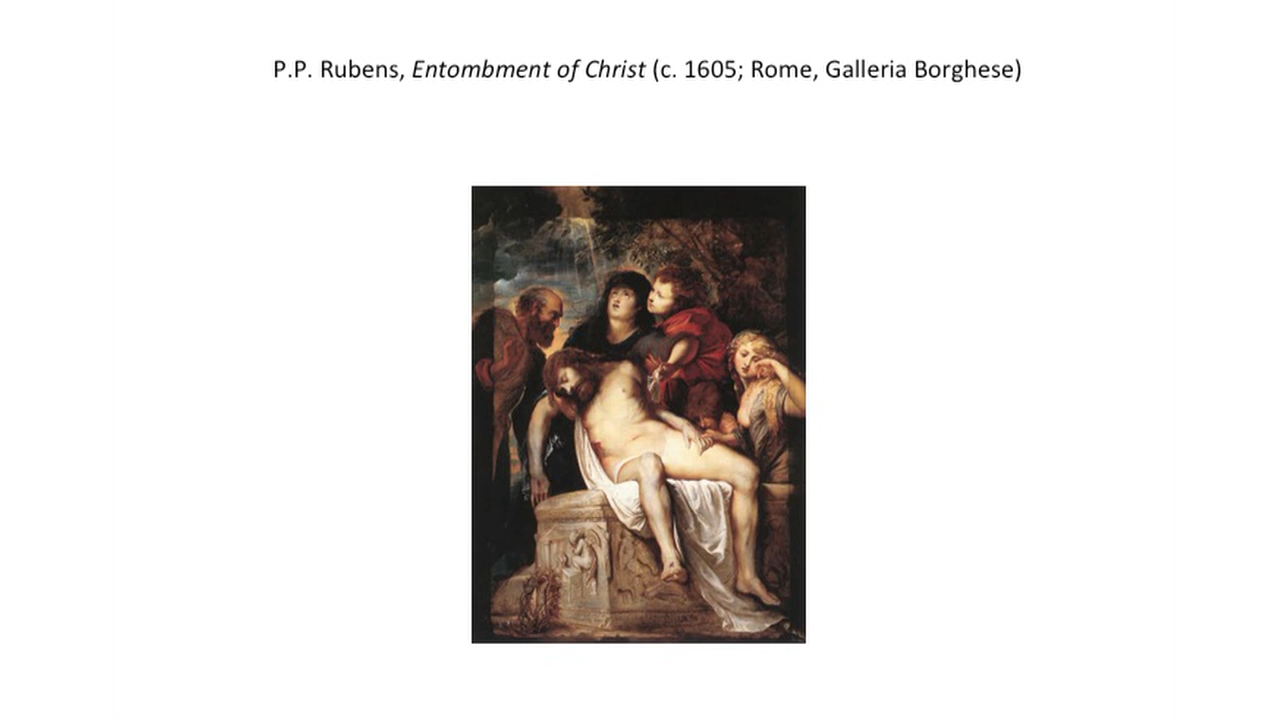 P.P. Rubens, Entombment of Christ (c. 1605; Rome, Galleria Borghese)